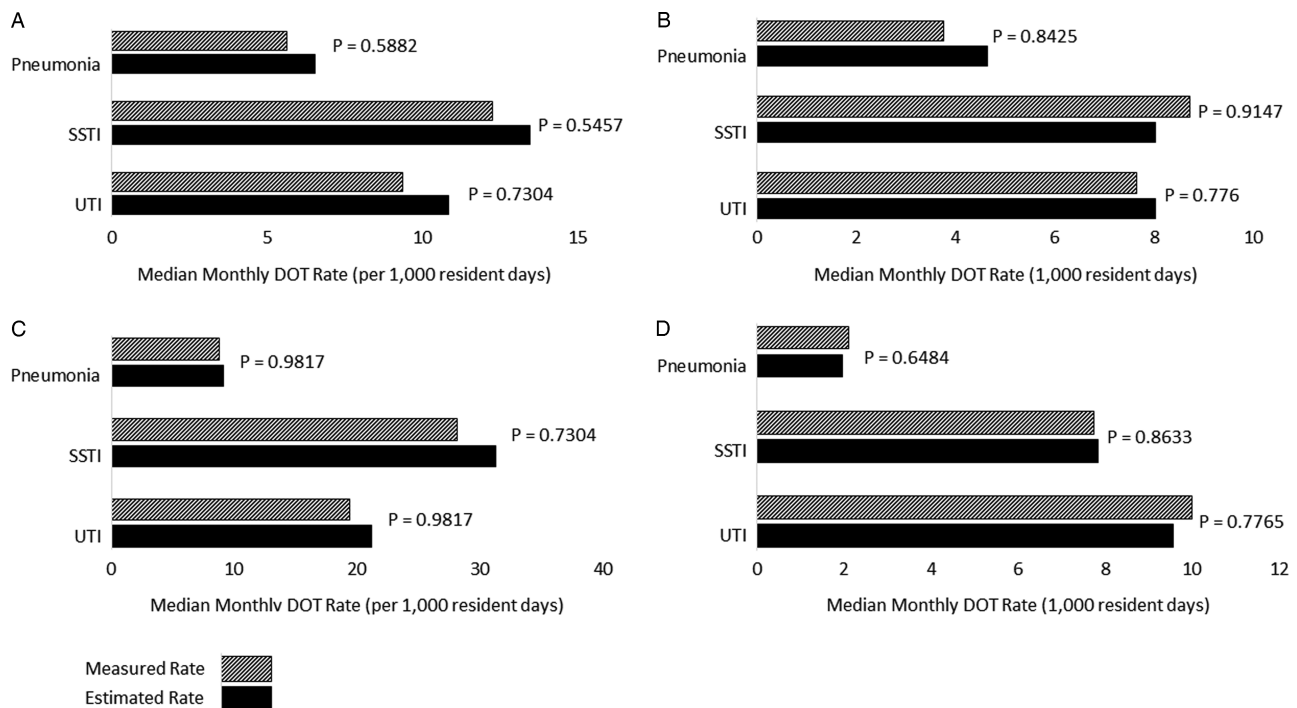 A
Pneumonia
P = 0.5882
SSTI
P = 0.5457
UTI
P = 0.7304
0 5 10 15
Median Monthly DOT Rate (per 1,000 resident days)
B
Pneumonia
P = 0.8425
SSTI
P = 0.9147
UTI
P = 0.776
0 2 4 6 8 10
Median Monthly DOT Rate (1,000 resident days)
C
Pneumonia
P = 0.9817
SSTI
P = 0.7304
UTI
P = 0.9817
0 10 20 30 40
Median Monthlv DOT Rate (per 1,000 resident days)
D
Pneumonia
P = 0.6484
SSTI
P = 0.8633
UTI
P = 0.7765
0 2 4 6 8 10 12
Median Monthly DOT Rate (1,000 resident days)
Measured Rate
Estimated Rate